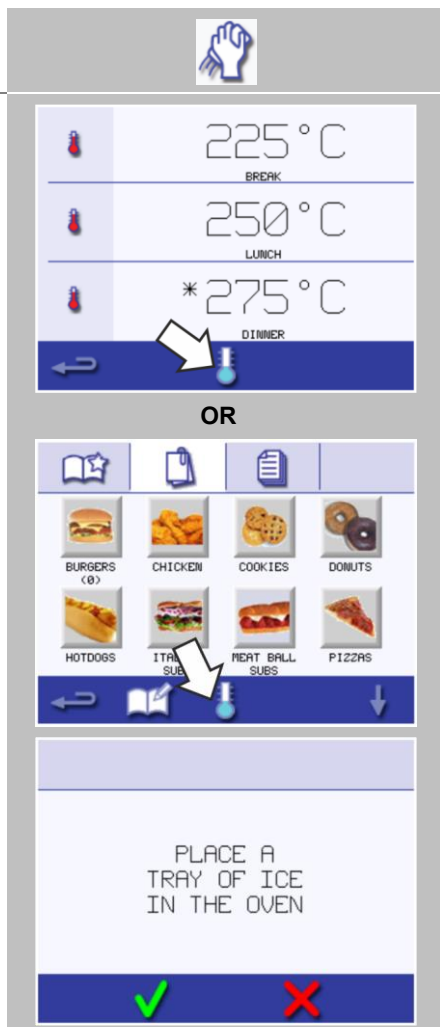 225°C
BREAK
250°C
LUNCH
*275°C
DINNER
OR
BURGERS
(0)
CHICKEN
COOKIES
DONUTS
HOTDOGS
MEAT BALL
SUBS
PIZZAS
SUBS
PLACE A
TRAY OF ICE
IN THE OVEN